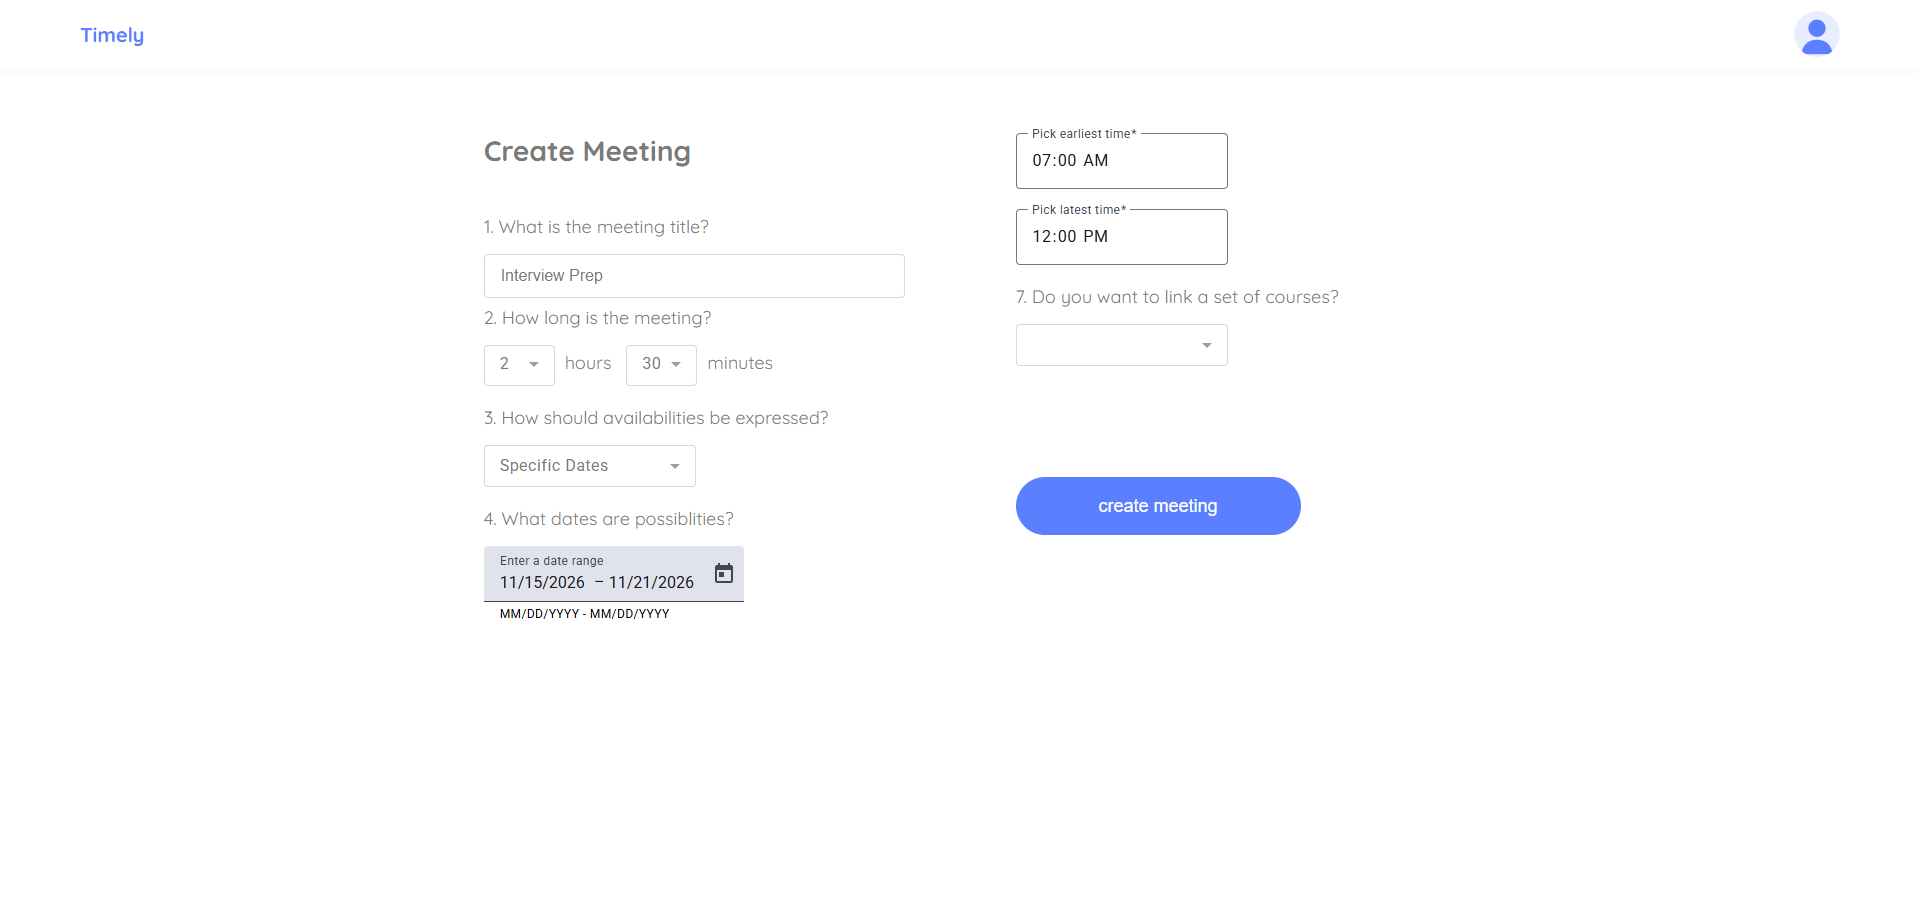 Timely
Create Meeting
1. What is the meeting title?
Interview Prep
2. How long is the meeting?
2 hours 30 minutes
3. How should availabilities be expressed?
Specific Dates
4. What dates are possiblities?
Enter a date range
11/15/2026 – 11/21/2026
MM/DD/YYYY - MM/DD/YYYY
Pick earliest time*
07:00 AM
Pick latest time*
12:00 PM
7. Do you want to link a set of courses?
create meeting